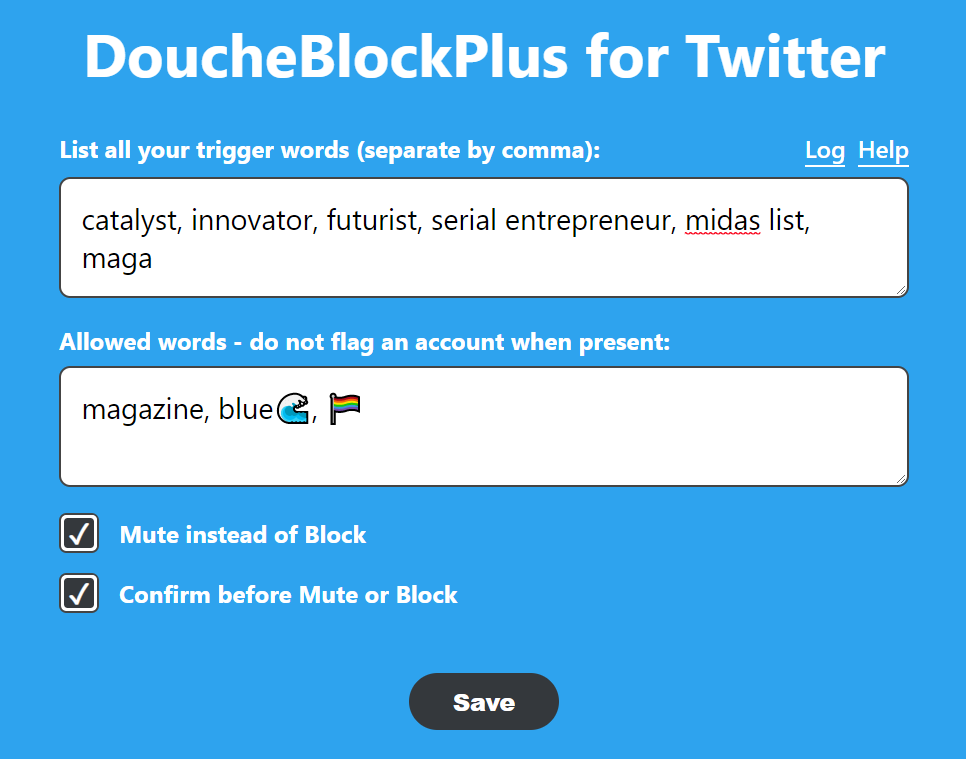 DoucheBlockPlus for Twitter
List all your trigger words (separate by comma): Log Help
catalyst, innovator, futurist, serial entrepreneur, midas list,
maga
Allowed words - do not flag an account when present:
magazine, blue🌊, 🏳️‍🌈
Mute instead of Block
Confirm before Mute or Block
Save